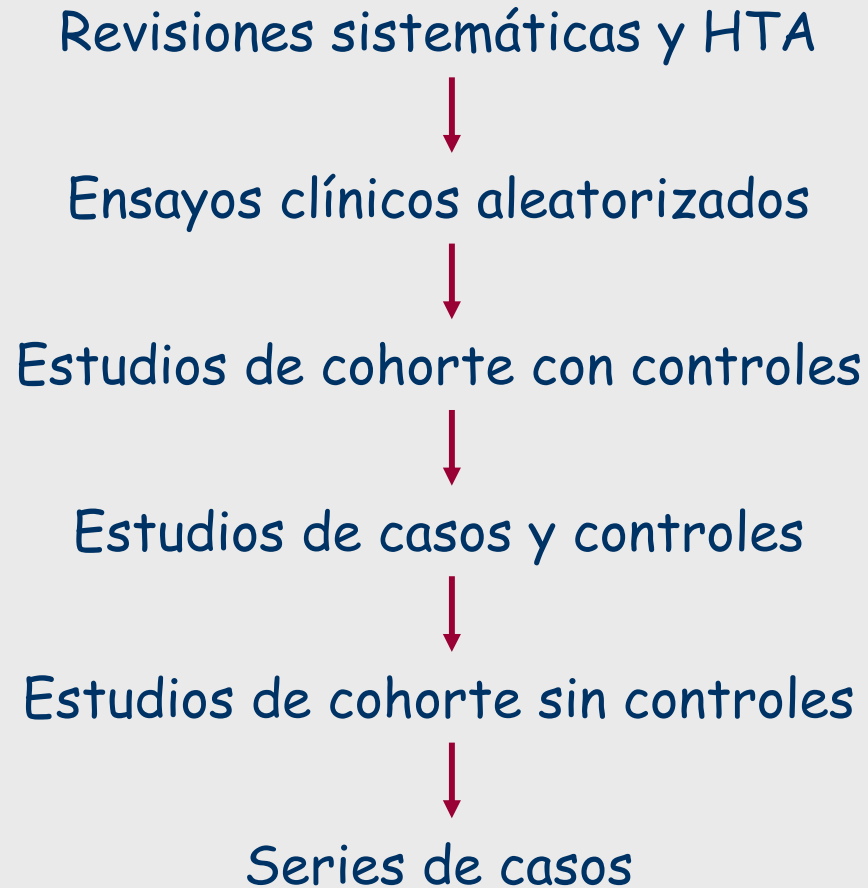 Revisiones sistemáticas y HTA
Ensayos clínicos aleatorizados
Estudios de cohorte con controles
Estudios de casos y controles
Estudios de cohorte sin controles
Series de casos